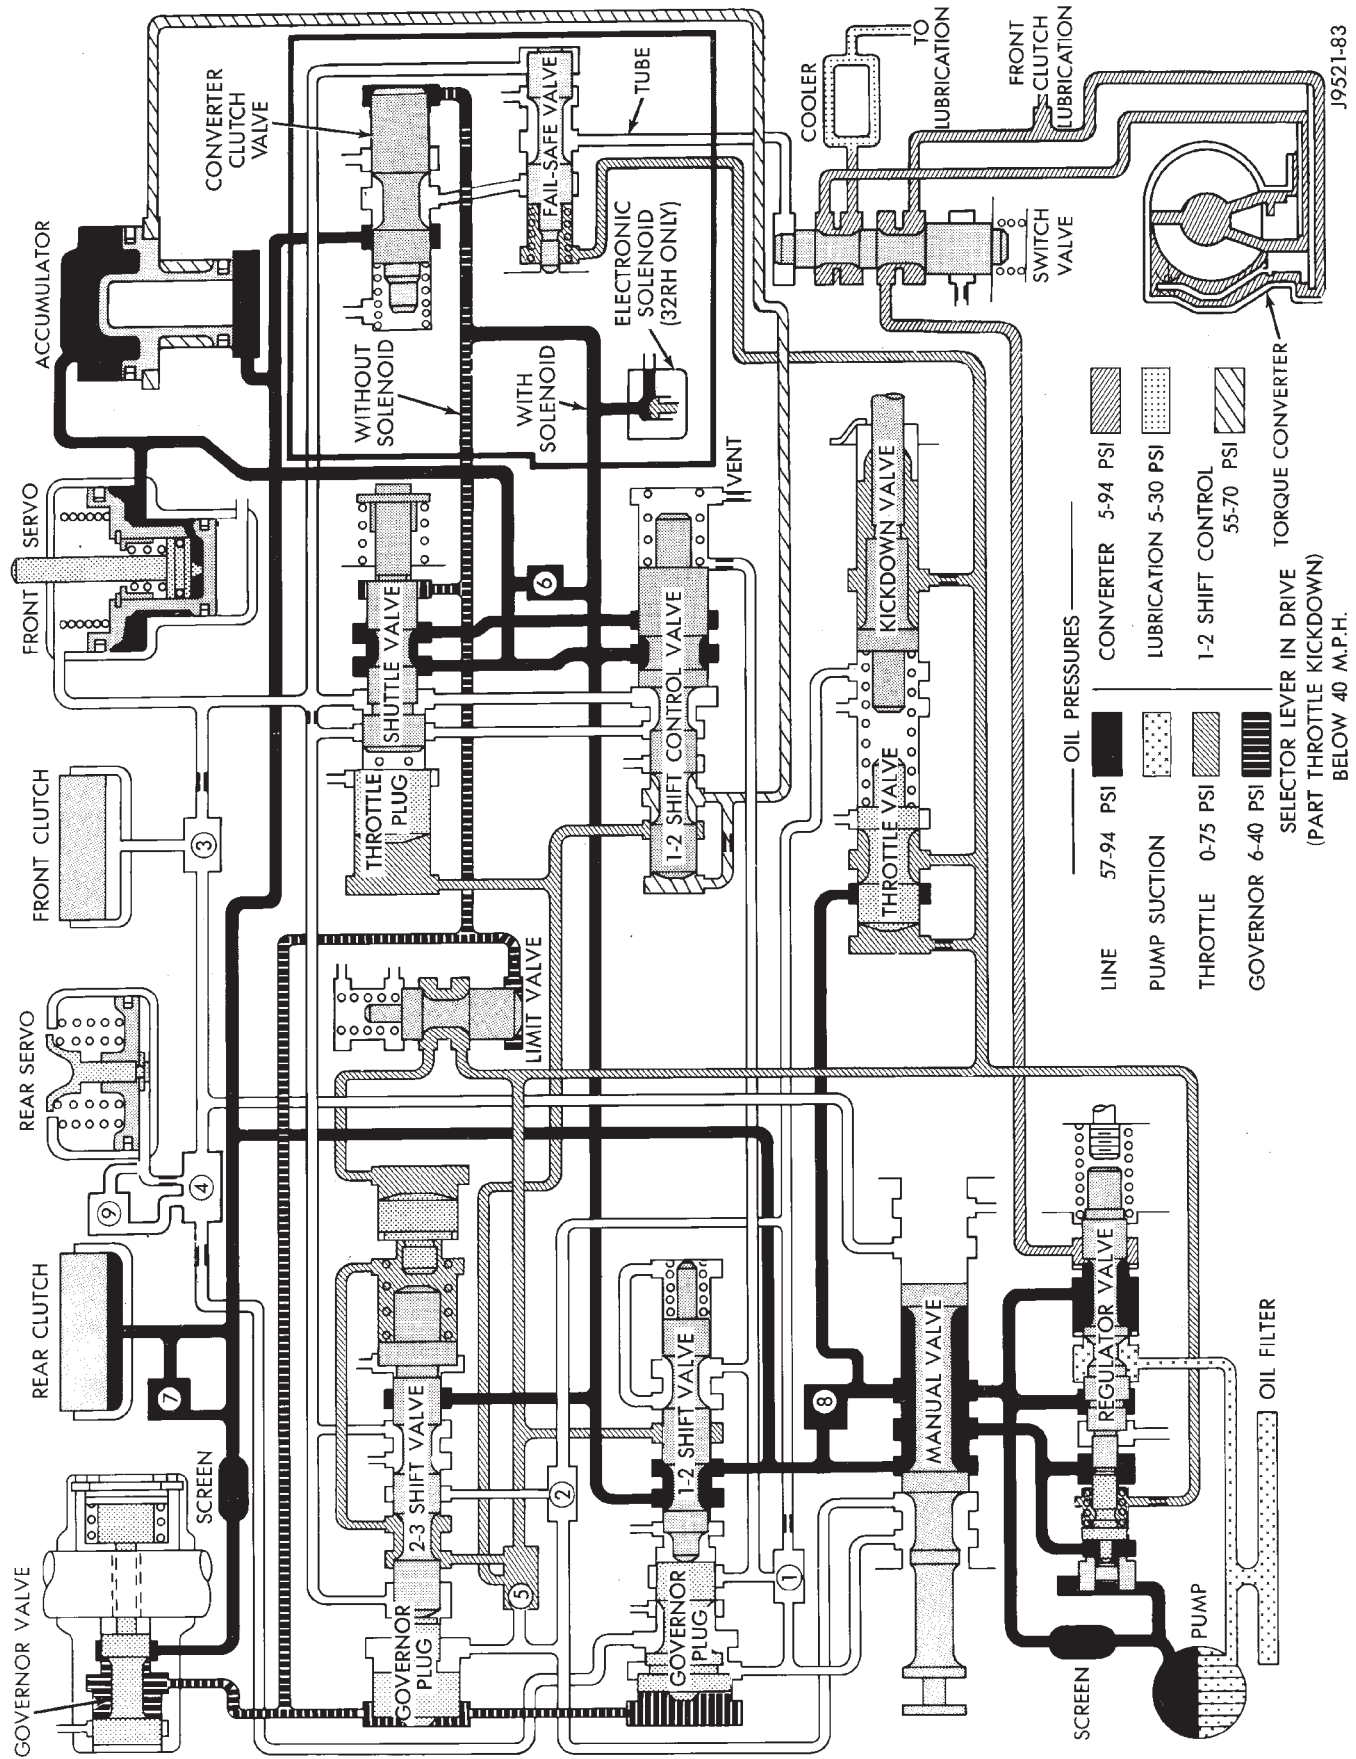 GOVERNOR VALVE
REAR CLUTCH
REAR SERVO
FRONT CLUTCH
FRONT SERVO
ACCUMULATOR
CONVERTER
CLUTCH
VALVE
SCREEN
7
9
4
3
GOVERNOR
PLUG
2-3 SHIFT VALVE
LIMIT VALVE
THROTTLE
PLUG
SHUTTLE VALVE
WITHOUT
SOLENOID
WITH
SOLENOID
FAIL-SAFE VALVE
TUBE
ELECTRONIC
SOLENOID
(32RH ONLY)
5
2
6
GOVERNOR
PLUG
1-2 SHIFT VALVE
1-2 SHIFT CONTROL VALVE
VENT
1
8
MANUAL VALVE
THROTTLE VALVE
KICKDOWN VALVE
SWITCH
VALVE
COOLER
TO
LUBRICATION
FRONT
CLUTCH
LUBRICATION
SCREEN
PUMP
REGULATOR VALVE
OIL FILTER
TORQUE CONVERTER
OIL PRESSURES
LINE 57-94 PSI
PUMP SUCTION
THROTTLE 0-75 PSI
GOVERNOR 6-40 PSI
CONVERTER 5-94 PSI
LUBRICATION 5-30 PSI
1-2 SHIFT CONTROL
55-70 PSI
SELECTOR LEVER IN DRIVE
(PART THROTTLE KICKDOWN)
BELOW 40 M.P.H.
J9521-83